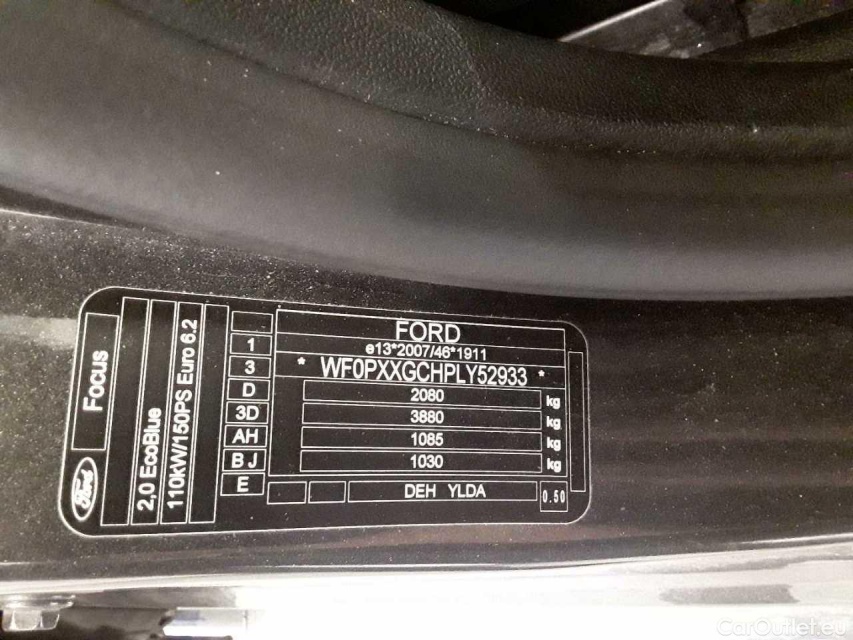 Focus
Ford
2,0 EcoBlue
110kW/150PS Euro 6.2
1
3
D
3D
AH
BJ
E
FORD
e13*2007/46*1911
* WF0PXXGCHPLY52933 *
2080 kg
3880 kg
1085 kg
1030 kg
DEH YLDA
0.50
CarOutlet.eu